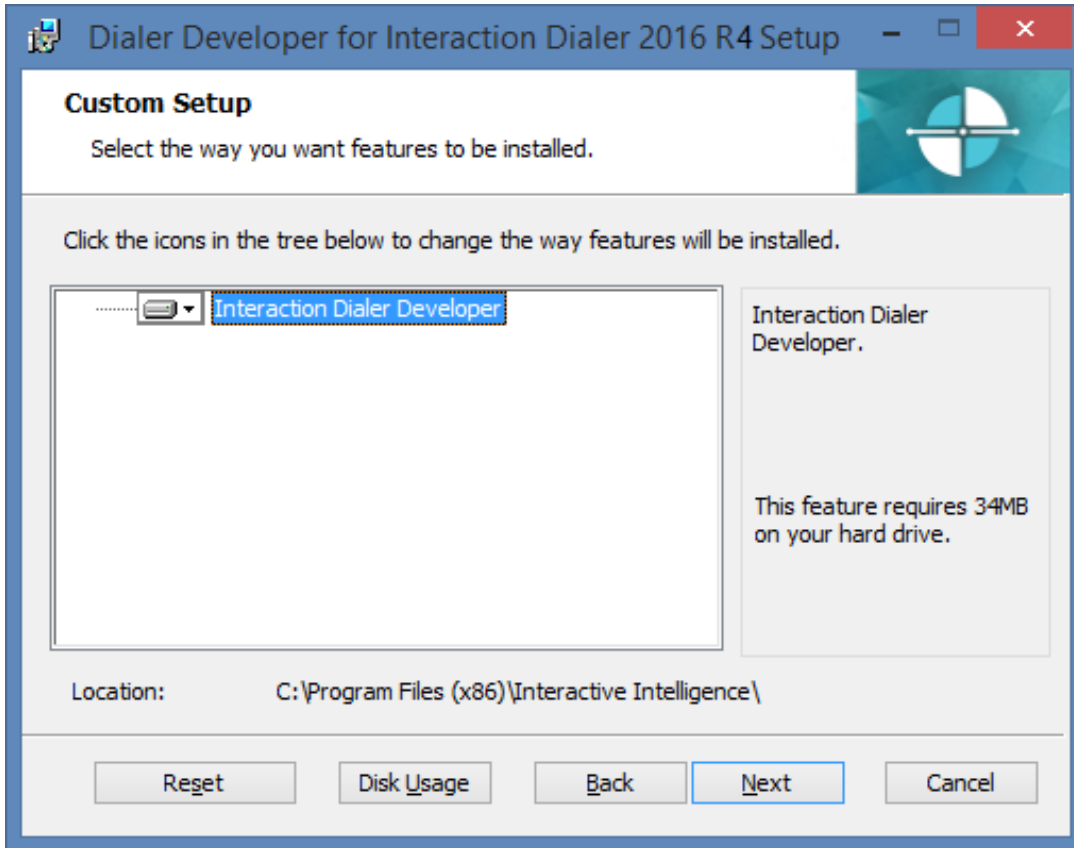 Dialer Developer for Interaction Dialer 2016 R4 Setup
Custom Setup
Select the way you want features to be installed.
Click the icons in the tree below to change the way features will be installed.
Interaction Dialer Developer
Interaction Dialer
Developer.
This feature requires 34MB
on your hard drive.
Location: C:\Program Files (x86)\Interactive Intelligence\
Reset Disk Usage Back Next Cancel